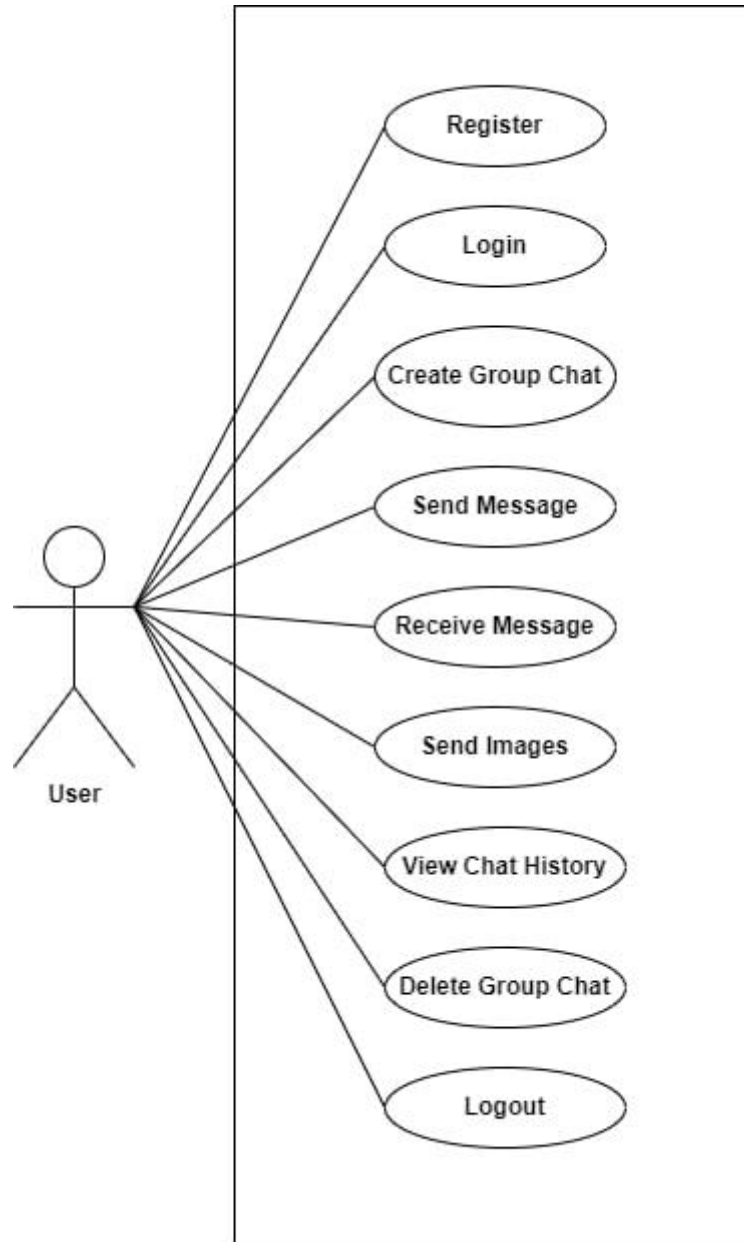 Register
Login
Create Group Chat
Send Message
Receive Message
Send Images
User
View Chat History
Delete Group Chat
Logout